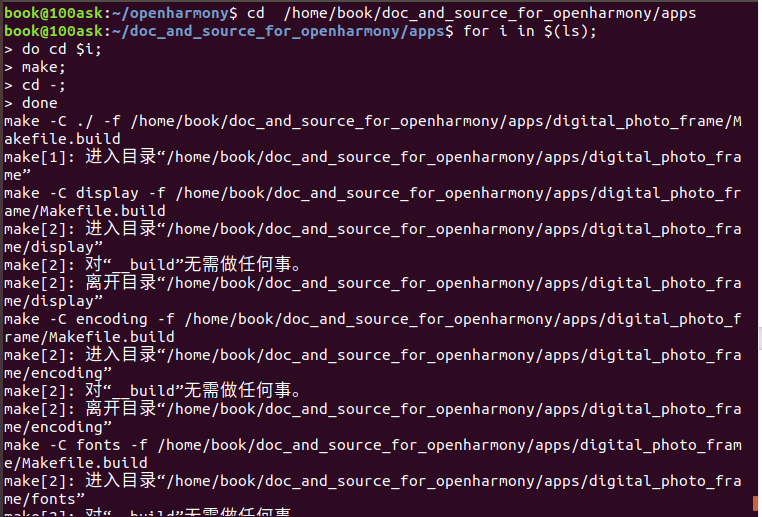 book@100ask:~/openharmony$ cd  /home/book/doc_and_source_for_openharmony/apps
book@100ask:~/doc_and_source_for_openharmony/apps$ for i in $(ls);
> do cd $i;
> make;
> cd -;
> done
make -C ./ -f /home/book/doc_and_source_for_openharmony/apps/digital_photo_frame/M
akefile.build
make[1]: 进入目录“/home/book/doc_and_source_for_openharmony/apps/digital_photo_fra
me”
make -C display -f /home/book/doc_and_source_for_openharmony/apps/digital_photo_fr
ame/Makefile.build
make[2]: 进入目录“/home/book/doc_and_source_for_openharmony/apps/digital_photo_fra
me/display”
make[2]: 对“__build”无需做任何事。
make[2]: 离开目录“/home/book/doc_and_source_for_openharmony/apps/digital_photo_fra
me/display”
make -C encoding -f /home/book/doc_and_source_for_openharmony/apps/digital_photo_f
rame/Makefile.build
make[2]: 进入目录“/home/book/doc_and_source_for_openharmony/apps/digital_photo_fra
me/encoding”
make[2]: 对“__build”无需做任何事。
make[2]: 离开目录“/home/book/doc_and_source_for_openharmony/apps/digital_photo_fra
me/encoding”
make -C fonts -f /home/book/doc_and_source_for_openharmony/apps/digital_photo_fram
e/Makefile.build
make[2]: 进入目录“/home/book/doc_and_source_for_openharmony/apps/digital_photo_fra
me/fonts”
make[2]: 对“__build”无需做任何事。